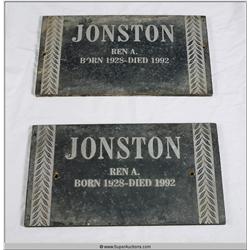 JONSTON
REN A.
BORN 1928-DIED 1992
JONSTON
REN A.
BORN 1928-DIED 1992
© www.SuperAuctions.com